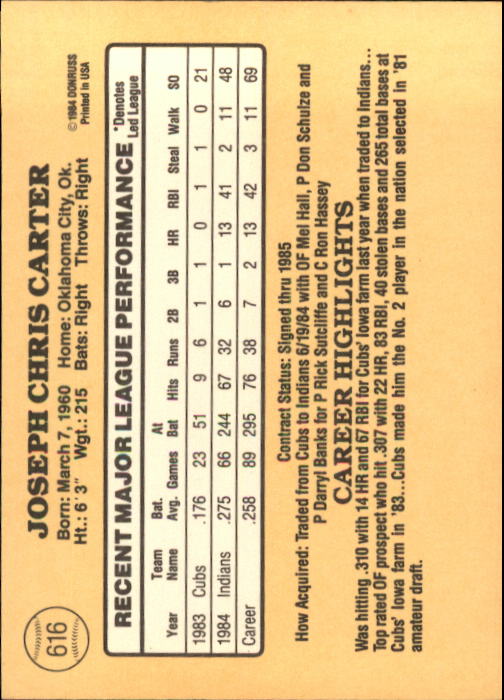 616
JOSEPH CHRIS CARTER
Born: March 7, 1960 Home: Oklahoma City, Ok.
Ht.: 6'3" Wgt.: 215 Bats: Right Throws: Right
©1984 DONRUSS
Printed in USA
RECENT MAJOR LEAGUE PERFORMANCE
*Denotes
Led League
Year Team Name Bat. Avg. Games At Bat Hits Runs 2B 3B HR RBI Steal Walk SO
1983 Cubs .176 23 51 9 6 1 1 0 1 1 0 21
1984 Indians .275 66 244 67 32 6 1 13 41 2 11 48
Career .258 89 295 76 38 7 2 13 42 3 11 69
Contract Status: Signed thru 1985
How Acquired: Traded from Cubs to Indians 6/19/84 with OF Mel Hall, P Don Schulze and
P Darryl Banks for P Rick Sutcliffe and C Ron Hassey
CAREER HIGHLIGHTS
Was hitting .310 with 14 HR and 67 RBI for Cubs' Iowa farm last year when traded to Indians...
Top rated OF prospect who hit .307 with 22 HR, 83 RBI, 40 stolen bases and 265 total bases at
Cubs' Iowa farm in '83...Cubs made him the No. 2 player in the nation selected in '81
amateur draft.